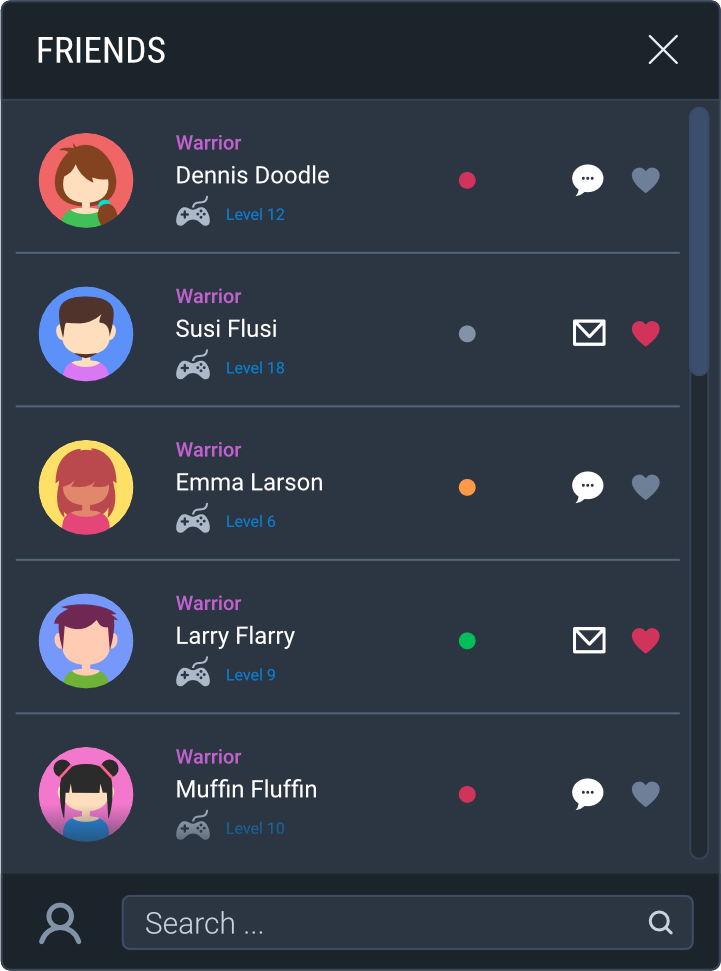 FRIENDS
Warrior
Dennis Doodle
Level 12
Warrior
Susi Flusi
Level 18
Warrior
Emma Larson
Level 6
Warrior
Larry Flarry
Level 9
Warrior
Muffin Fluffin
Level 10
Search ...